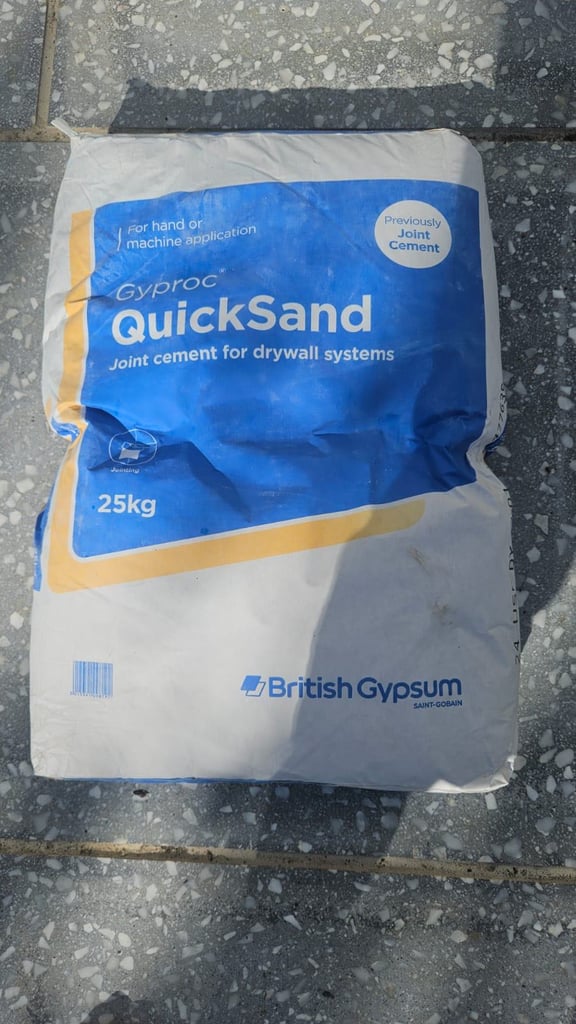 For hand or
machine application
Previously
Joint
Cement
Gyproc®
QuickSand
Joint cement for drywall systems
Jointing
25kg
British Gypsum
SAINT-GOBAIN